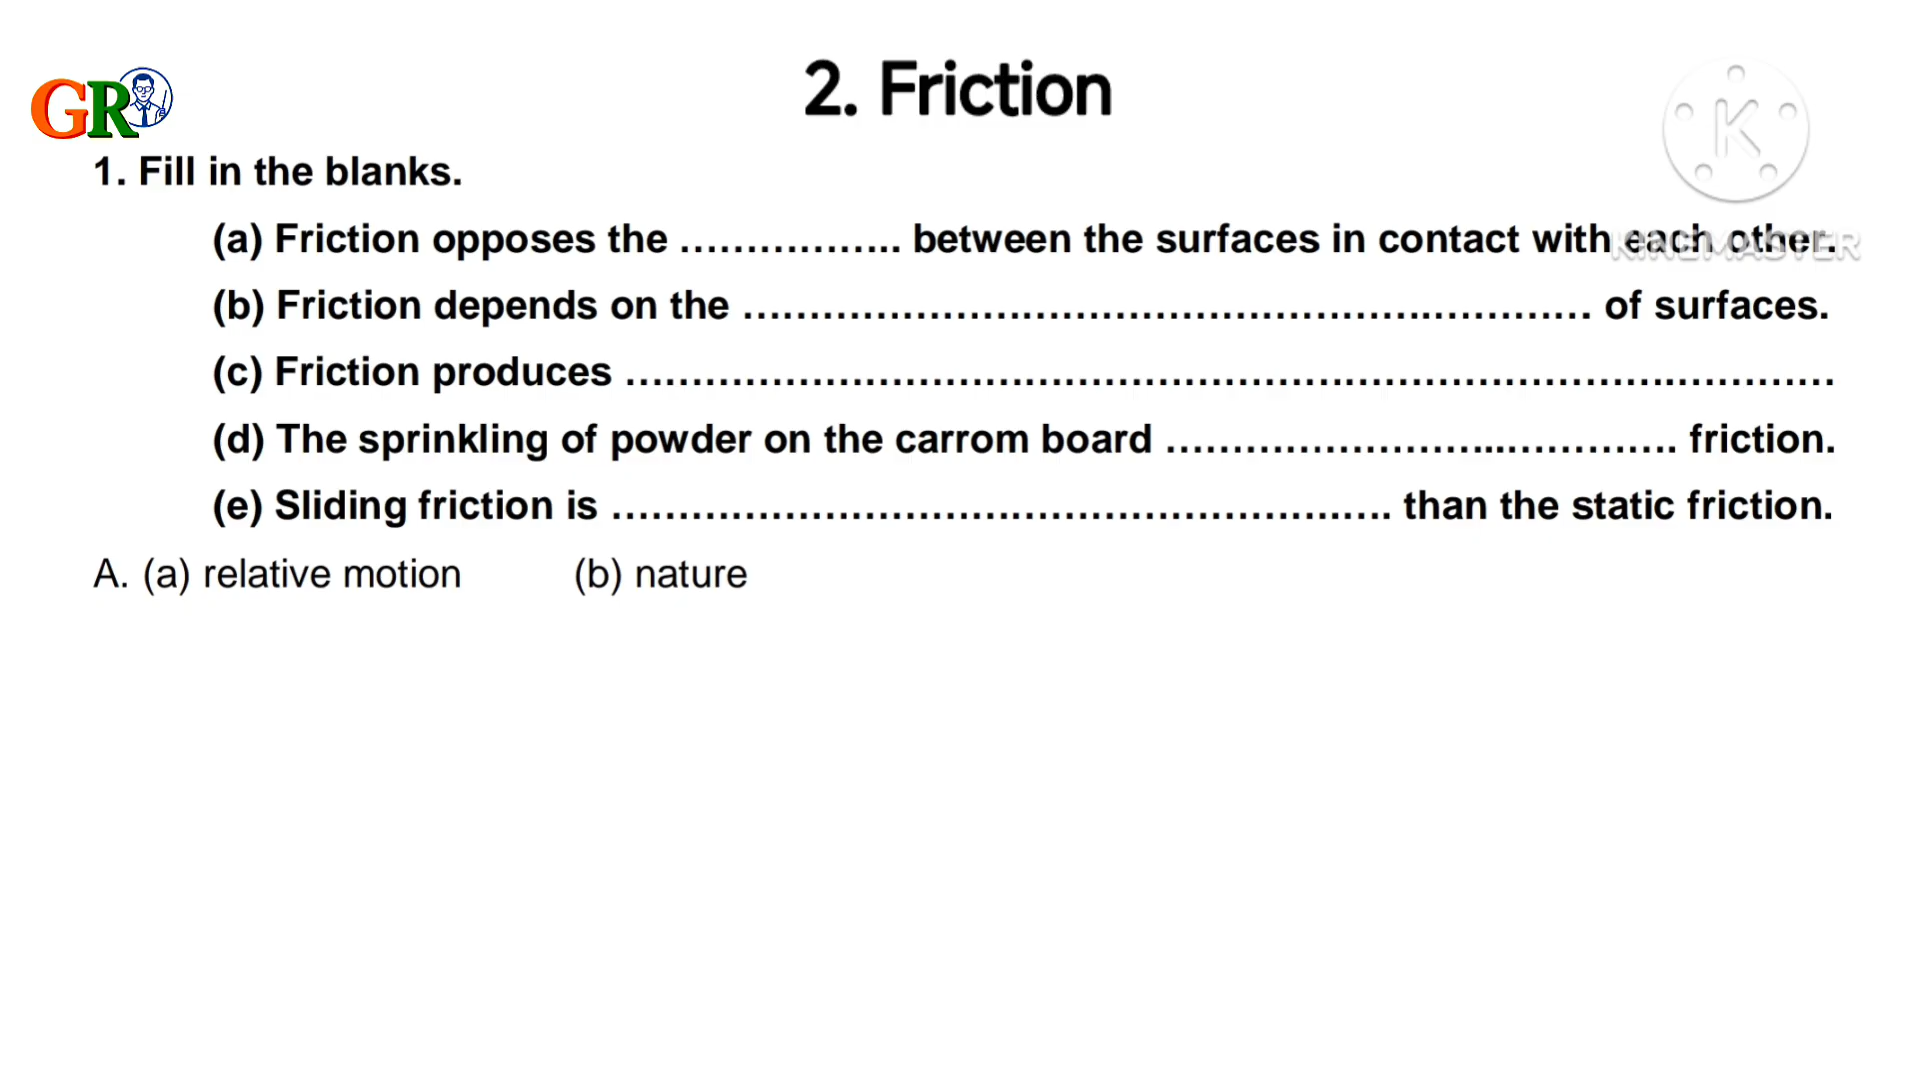 GR
2. Friction
K
1. Fill in the blanks.
(a) Friction opposes the …………….. between the surfaces in contact with each other.
KINEMASTER
(b) Friction depends on the ………………………………………………………… of surfaces.
(c) Friction produces …………………………………………………………………………………
(d) The sprinkling of powder on the carrom board ……………………...…………. friction.
(e) Sliding friction is …………………………………………………. than the static friction.
A. (a) relative motion (b) nature